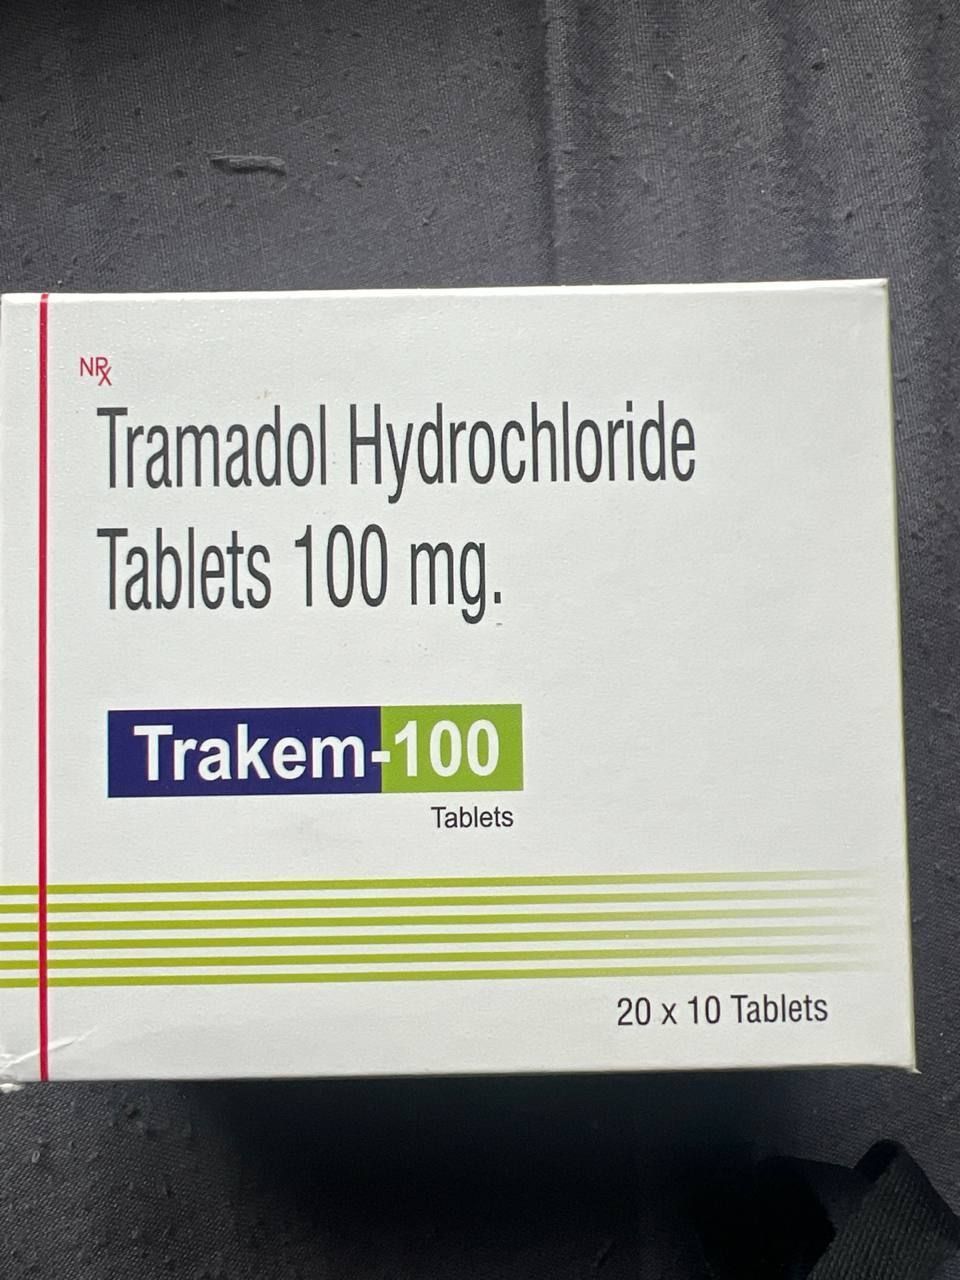 NRx
Tramadol Hydrochloride
Tablets 100 mg.
Trakem-100
Tablets
20 x 10 Tablets